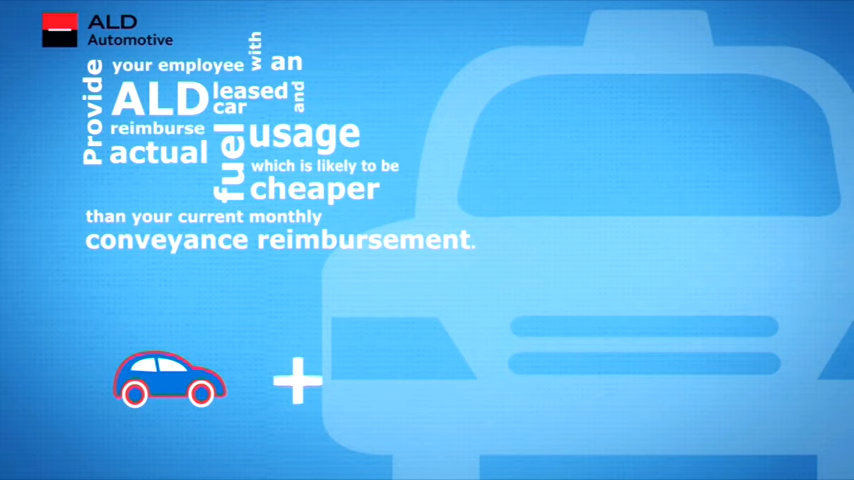 ALD
Automotive
Provide your employee with an
ALD leased car and
reimburse actual fuel usage
which is likely to be
cheaper
than your current monthly
conveyance reimbursement.